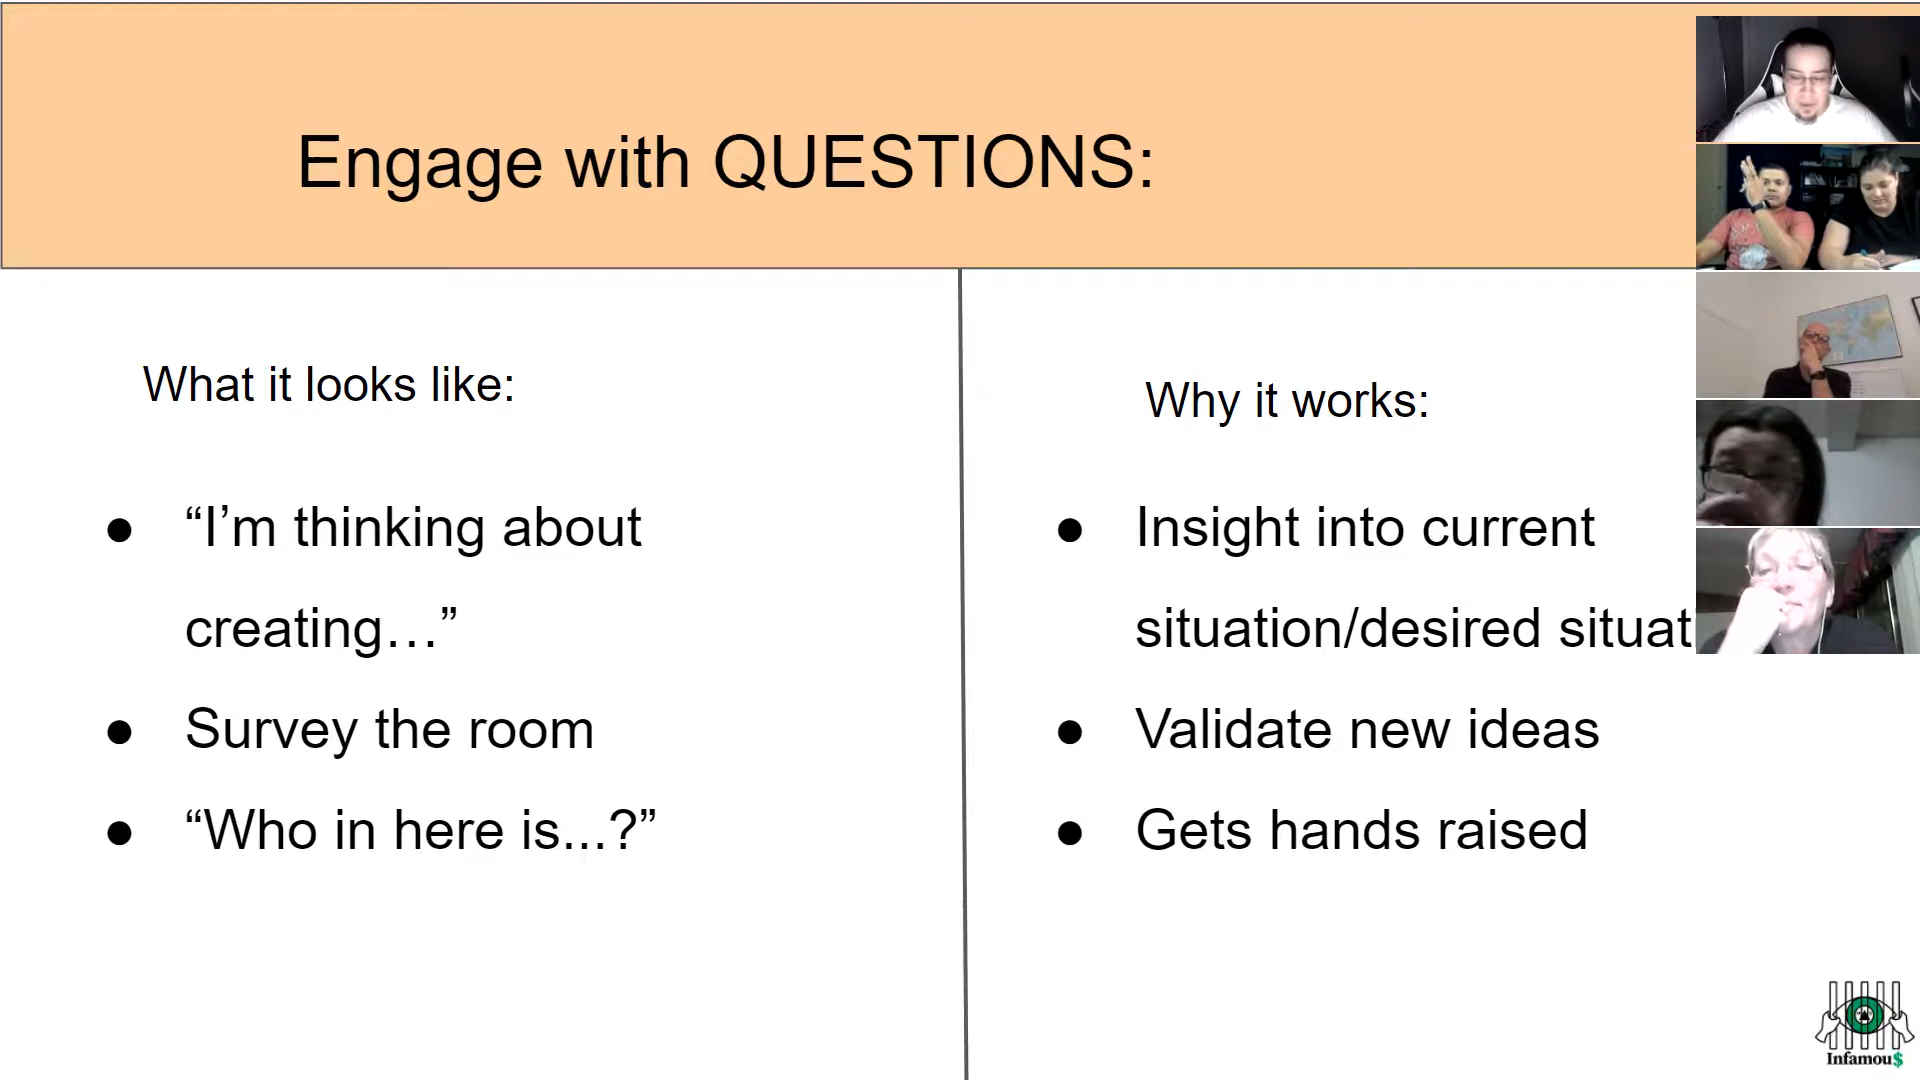 Engage with QUESTIONS:
What it looks like:
● “I’m thinking about
creating…”
● Survey the room
● “Who in here is...?”
Why it works:
● Insight into current
situation/desired situat
● Validate new ideas
● Gets hands raised
Infamou$